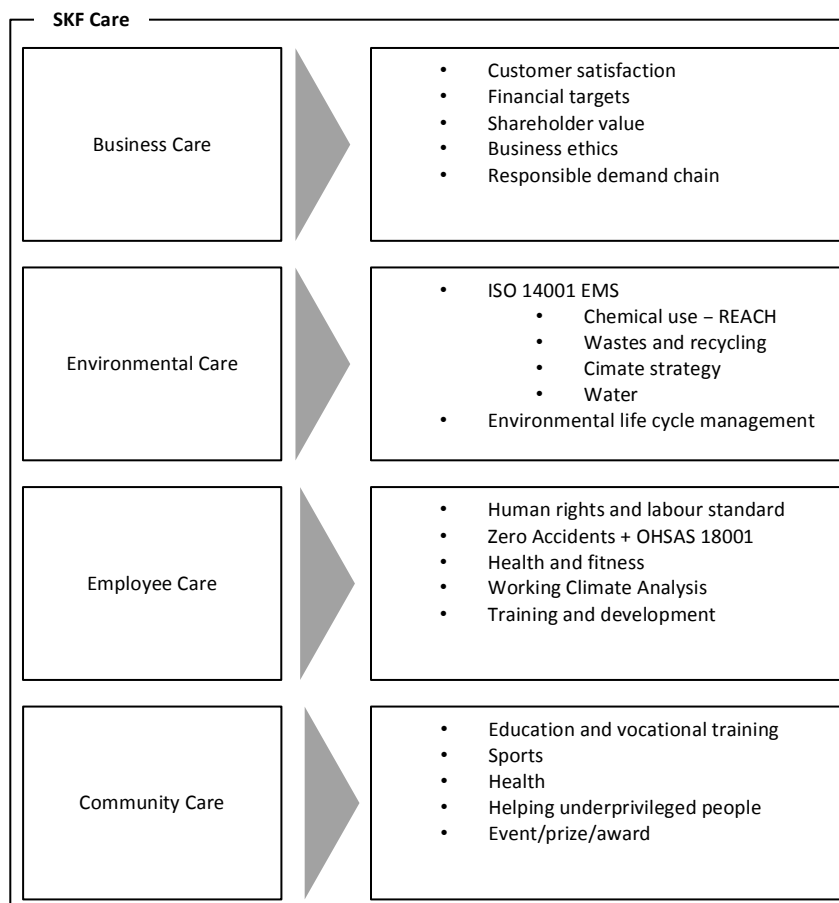 SKF Care
Business Care
• Customer satisfaction
• Financial targets
• Shareholder value
• Business ethics
• Responsible demand chain
Environmental Care
• ISO 14001 EMS
• Chemical use – REACH
• Wastes and recycling
• Cimate strategy
• Water
• Environmental life cycle management
Employee Care
• Human rights and labour standard
• Zero Accidents + OHSAS 18001
• Health and fitness
• Working Climate Analysis
• Training and development
Community Care
• Education and vocational training
• Sports
• Health
• Helping underprivileged people
• Event/prize/award